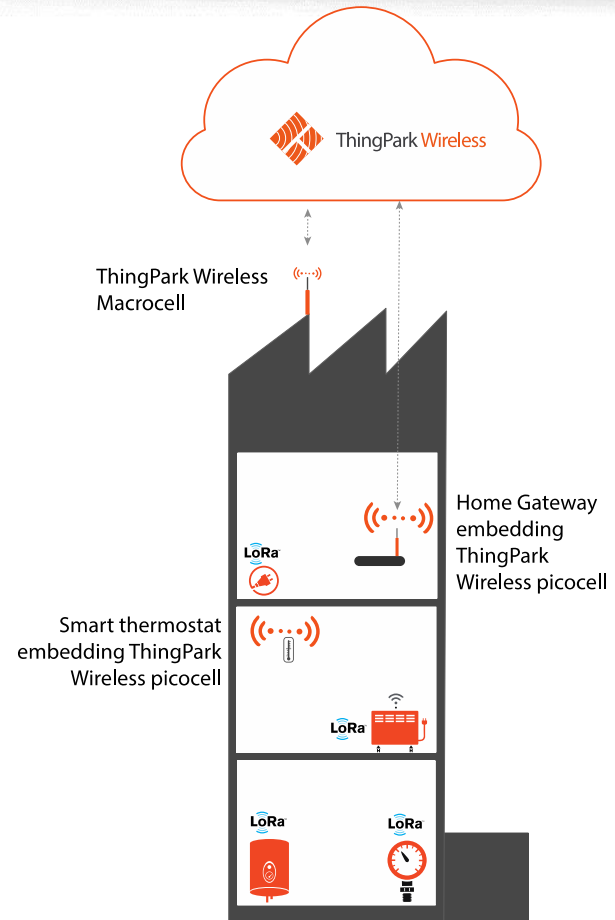 ThingPark Wireless
ThingPark Wireless
Macrocell
Home Gateway
embedding
ThingPark
Wireless picocell
LoRa
Smart thermostat
embedding ThingPark
Wireless picocell
LoRa
LoRa
LoRa